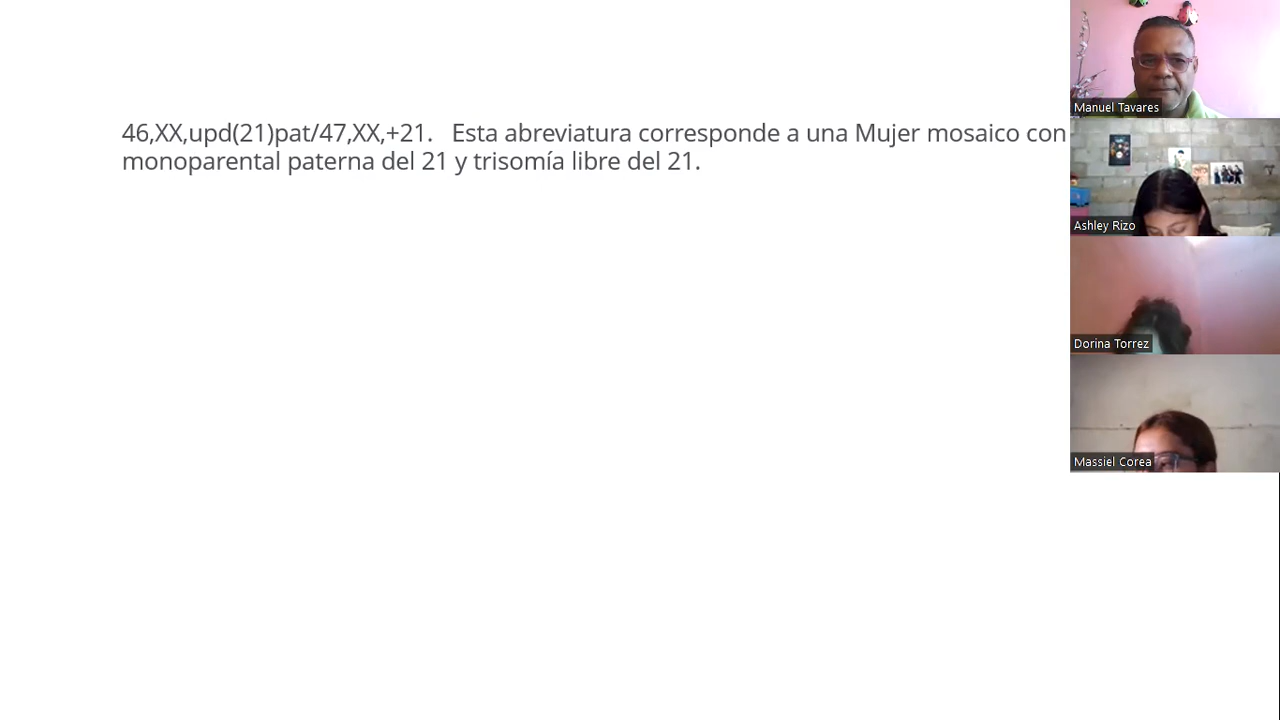 46,XX,upd(21)pat/47,XX,+21.   Esta abreviatura corresponde a una Mujer mosaico con
monoparental paterna del 21 y trisomía libre del 21.
Manuel Tavares
Ashley Rizo
Dorina Torrez
Massiel Corea